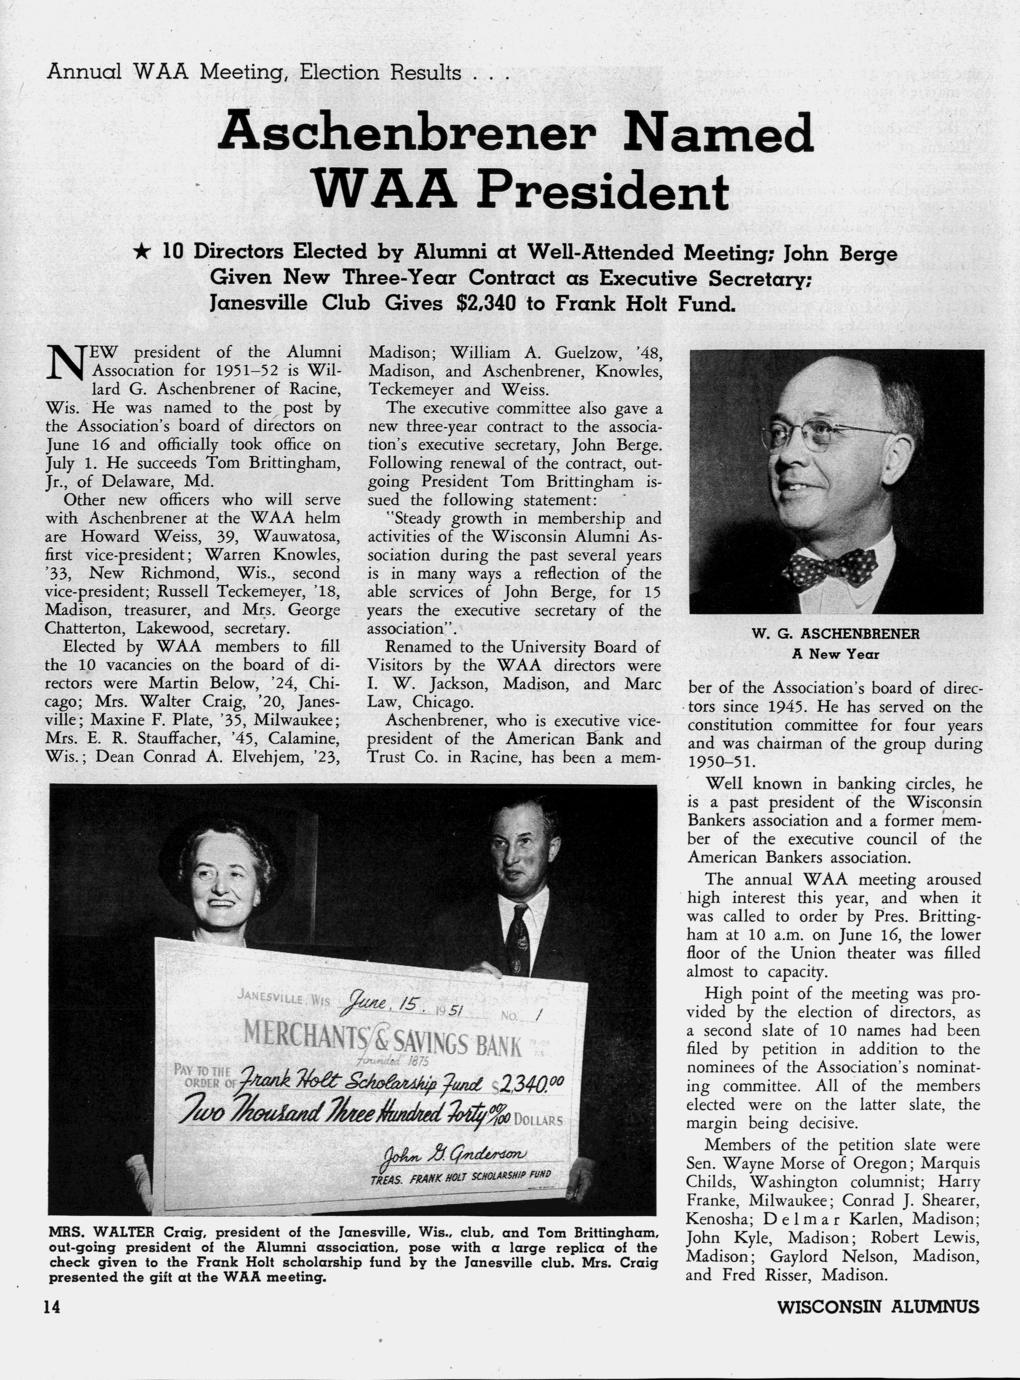 Annual WAA Meeting, Election Results . . .
Aschenbrener Named
WAA President
★ 10 Directors Elected by Alumni at Well-Attended Meeting; John Berge
Given New Three-Year Contract as Executive Secretary;
Janesville Club Gives $2,340 to Frank Holt Fund.
NEW president of the Alumni
Association for 1951–52 is Wil-
lard G. Aschenbrener of Racine,
Wis. He was named to the post by
the Association's board of directors on
June 16 and officially took office on
July 1. He succeeds Tom Brittingham,
Jr., of Delaware, Md.
Other new officers who will serve
with Aschenbrener at the WAA helm
are Howard Weiss, 39, Wauwatosa,
first vice-president; Warren Knowles,
'33, New Richmond, Wis., second
vice-president; Russell Teckemeyer, '18,
Madison, treasurer, and Mrs. George
Chatterton, Lakewood, secretary.
Elected by WAA members to fill
the 10 vacancies on the board of di-
rectors were Martin Below, '24, Chi-
cago; Mrs. Walter Craig, '20, Janes-
ville; Maxine F. Plate, '35, Milwaukee;
Mrs. E. R. Stauffacher, '45, Calamine,
Wis.; Dean Conrad A. Elvehjem, '23,
Madison; William A. Guelzow, '48,
Madison, and Aschenbrener, Knowles,
Teckemeyer and Weiss.
The executive committee also gave a
new three-year contract to the associa-
tion's executive secretary, John Berge.
Following renewal of the contract, out-
going President Tom Brittingham is-
sued the following statement:
"Steady growth in membership and
activities of the Wisconsin Alumni As-
sociation during the past several years
is in many ways a reflection of the
able services of John Berge, for 15
years the executive secretary of the
association".
Renamed to the University Board of
Visitors by the WAA directors were
I. W. Jackson, Madison, and Marc
Law, Chicago.
Aschenbrener, who is executive vice-
president of the American Bank and
Trust Co. in Racine, has been a mem-
W. G. ASCHENBRENER
A New Year
ber of the Association's board of direc-
tors since 1945. He has served on the
constitution committee for four years
and was chairman of the group during
1950–51.
Well known in banking circles, he
is a past president of the Wisconsin
Bankers association and a former mem-
ber of the executive council of the
American Bankers association.
The annual WAA meeting aroused
high interest this year, and when it
was called to order by Pres. Britting-
ham at 10 a.m. on June 16, the lower
floor of the Union theater was filled
almost to capacity.
High point of the meeting was pro-
vided by the election of directors, as
a second slate of 10 names had been
filed by petition in addition to the
nominees of the Association's nominat-
ing committee. All of the members
elected were on the latter slate, the
margin being decisive.
Members of the petition slate were
Sen. Wayne Morse of Oregon; Marquis
Childs, Washington columnist; Harry
Franke, Milwaukee; Conrad J. Shearer,
Kenosha; Delmar Karlen, Madison;
John Kyle, Madison; Robert Lewis,
Madison; Gaylord Nelson, Madison,
and Fred Risser, Madison.
JANESVILLE, WIS June, 15, 1951 No. 1
MERCHANTS & SAVINGS BANK
founded 1875
PAY TO THE
ORDER OF Frank Holt Scholarship Fund $2,340.00
Two Thousand Three Hundred Forty 00/100 DOLLARS
John G. Anderson
TREAS. FRANK HOLT SCHOLARSHIP FUND
MRS. WALTER Craig, president of the Janesville, Wis., club, and Tom Brittingham,
out-going president of the Alumni association, pose with a large replica of the
check given to the Frank Holt scholarship fund by the Janesville club. Mrs. Craig
presented the gift at the WAA meeting.
14
WISCONSIN ALUMNUS